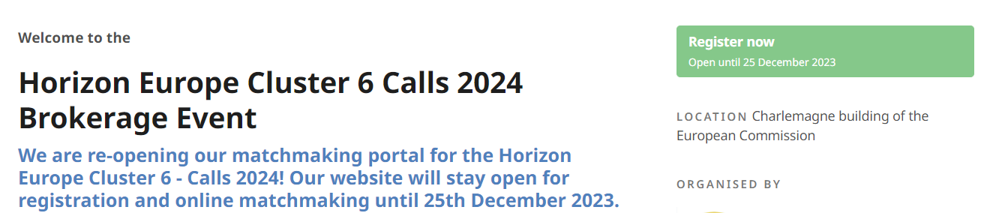 Welcome to the
Horizon Europe Cluster 6 Calls 2024
Brokerage Event
We are re-opening our matchmaking portal for the Horizon
Europe Cluster 6 - Calls 2024! Our website will stay open for
registration and online matchmaking until 25th December 2023.
Register now
Open until 25 December 2023
LOCATION Charlemagne building of the
European Commission
ORGANISED BY